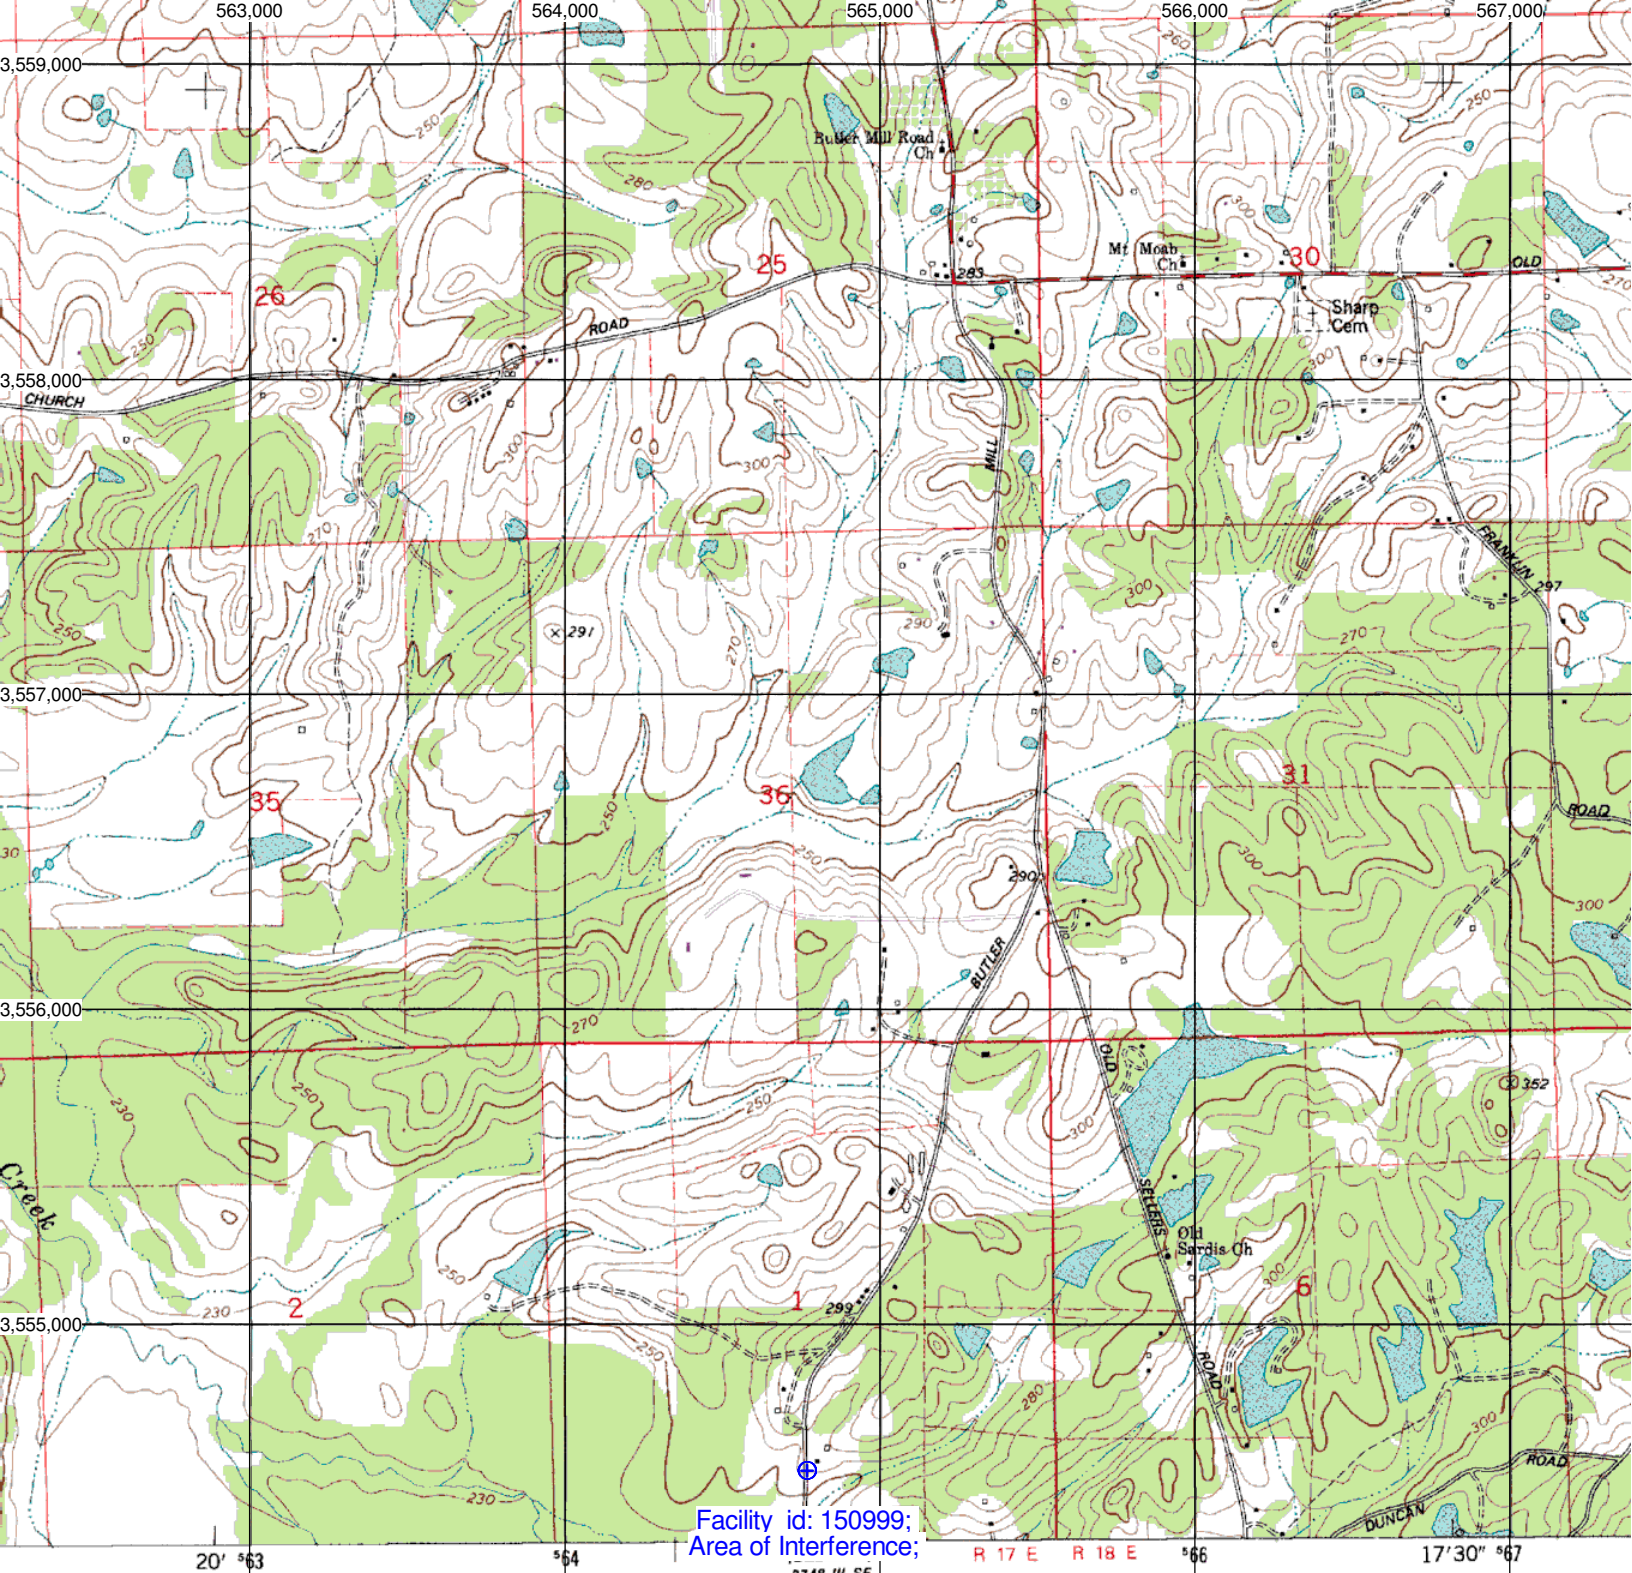 563,000
564,000
565,000
566,000
567,000
3,559,000
260
250
250
Butler Mill Road
Ch
280
300
Mt Moab
Ch
30
OLD
25
283
270
26
Sharp
Cem
ROAD
250
300
3,558,000
CHURCH
MILL
300
300
270
FRANKLIN
297
300
250
291
290
270
270
3,557,000
35
36
31
250
ROAD
30
250
300
290
300
BUTLER
3,556,000
270
OLD
352
250
230
250
300
Creek
SELLERS
Old
Sardis Ch
250
300
2
230
1
299
6
3,555,000
250
ROAD
280
300
ROAD
230
DUNCAN
Facility id: 150999;
Area of Interference;
20' 563
564
R 17 E
R 18 E
566
17'30" 567